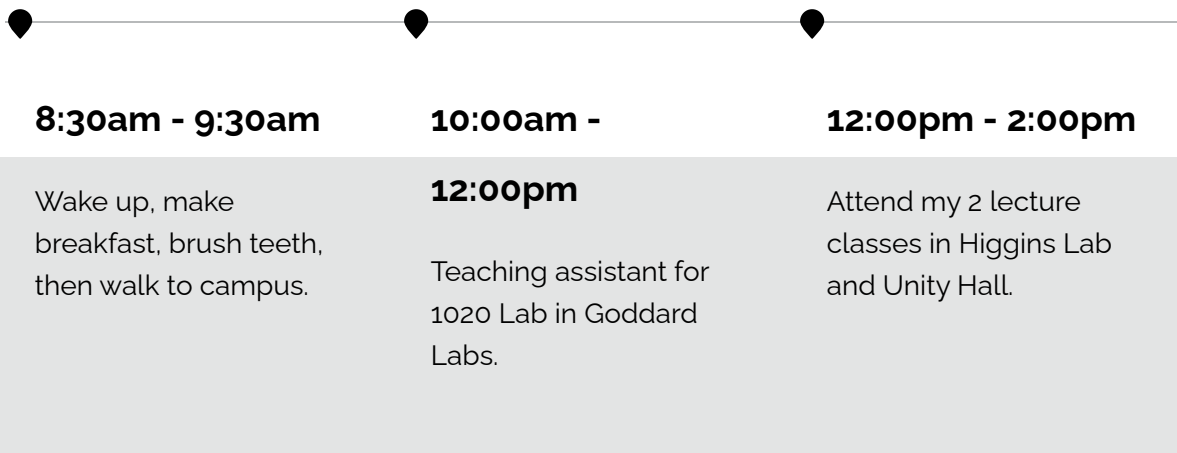 8:30am - 9:30am
Wake up, make
breakfast, brush teeth,
then walk to campus.
10:00am -
12:00pm
Teaching assistant for
1020 Lab in Goddard
Labs.
12:00pm - 2:00pm
Attend my 2 lecture
classes in Higgins Lab
and Unity Hall.